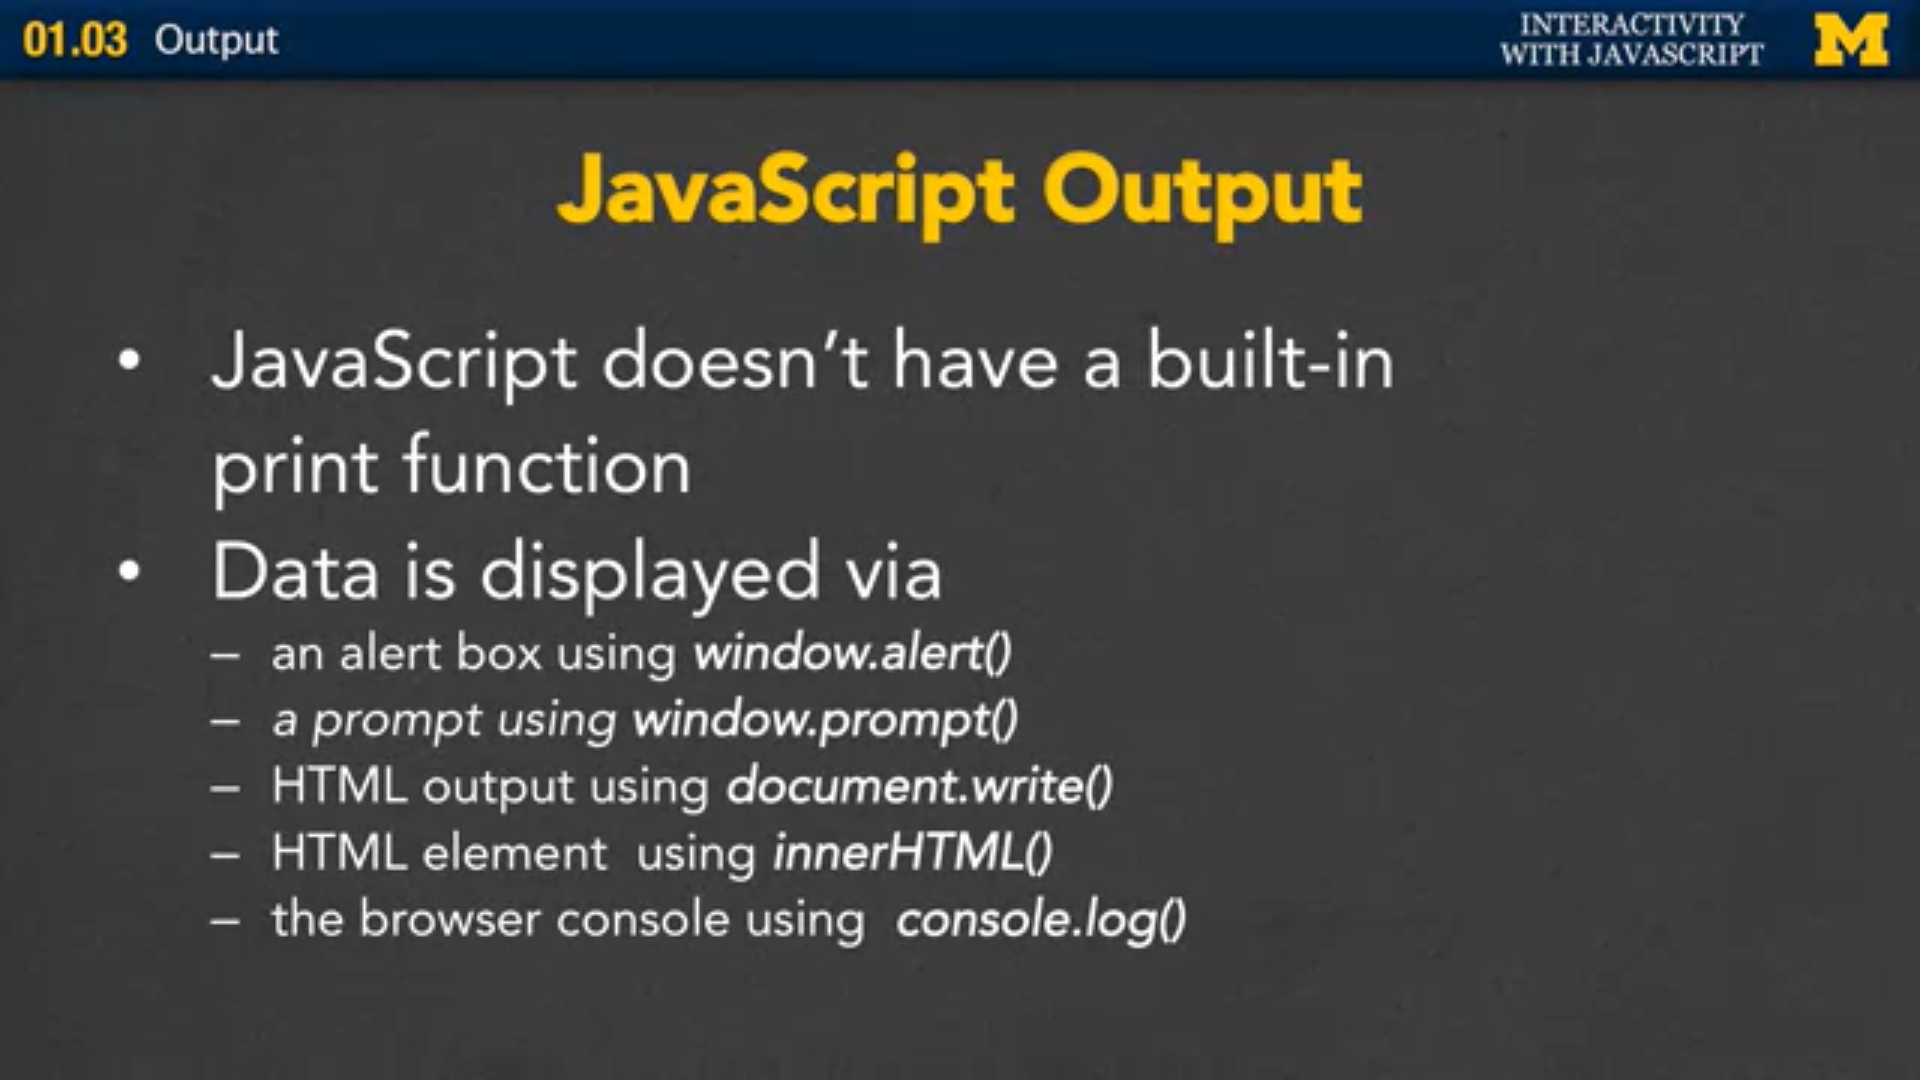 01.03 Output
INTERACTIVITY
WITH JAVASCRIPT
M
JavaScript Output
• JavaScript doesn’t have a built-in
print function
• Data is displayed via
– an alert box using window.alert()
– a prompt using window.prompt()
– HTML output using document.write()
– HTML element using innerHTML()
– the browser console using console.log()